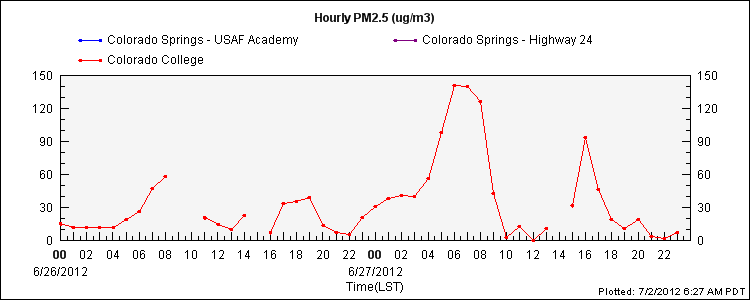 Hourly PM2.5 (ug/m3)
Colorado Springs - USAF Academy
Colorado Springs - Highway 24
Colorado College
150 150
120 120
90 90
60 60
30 30
0 0
00 02 04 06 08 10 12 14 16 18 20 22 00 02 04 06 08 10 12 14 16 18 20 22
6/26/2012 6/27/2012
Time(LST)
Plotted: 7/2/2012 6:27 AM PDT